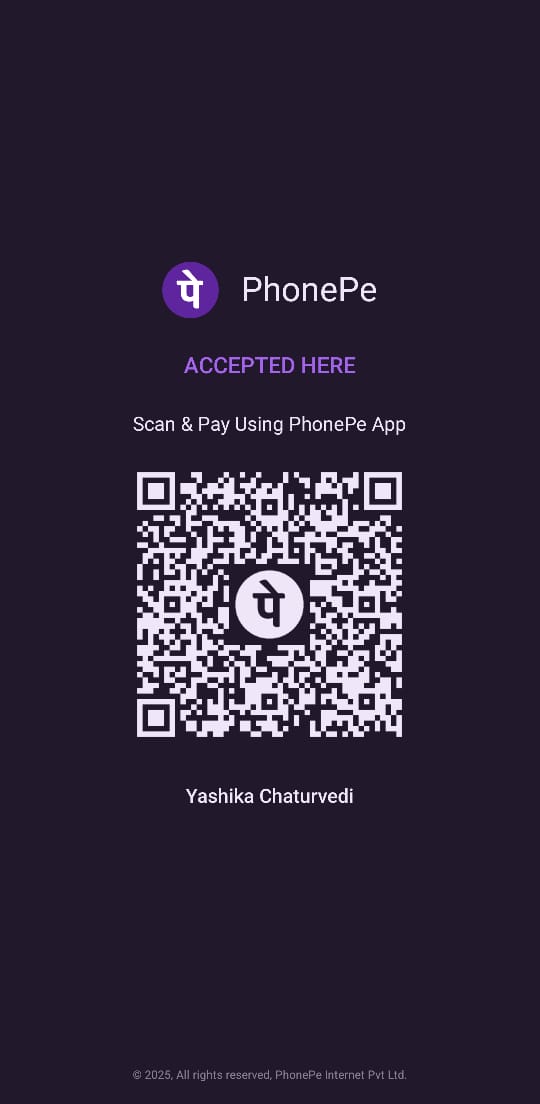 पे PhonePe
ACCEPTED HERE
Scan & Pay Using PhonePe App
पे
Yashika Chaturvedi
© 2025, All rights reserved, PhonePe Internet Pvt Ltd.